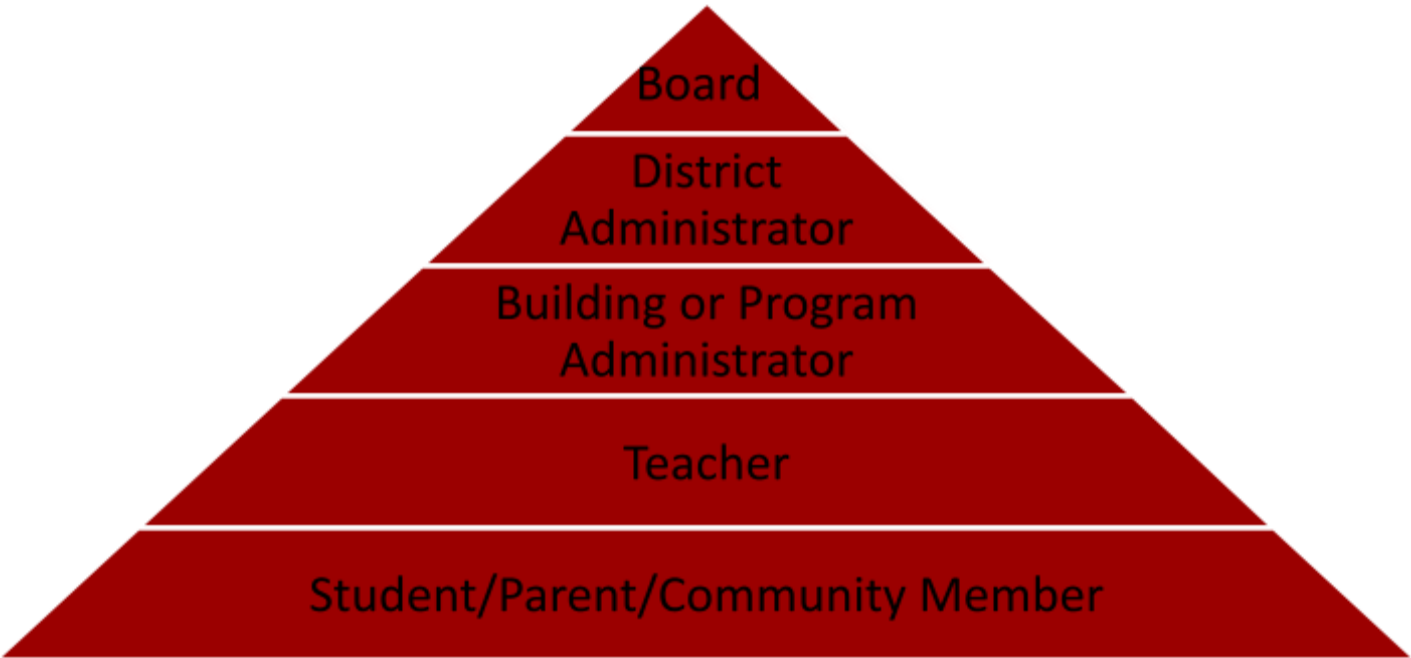 Board
District
Administrator
Building or Program
Administrator
Teacher
Student/Parent/Community Member